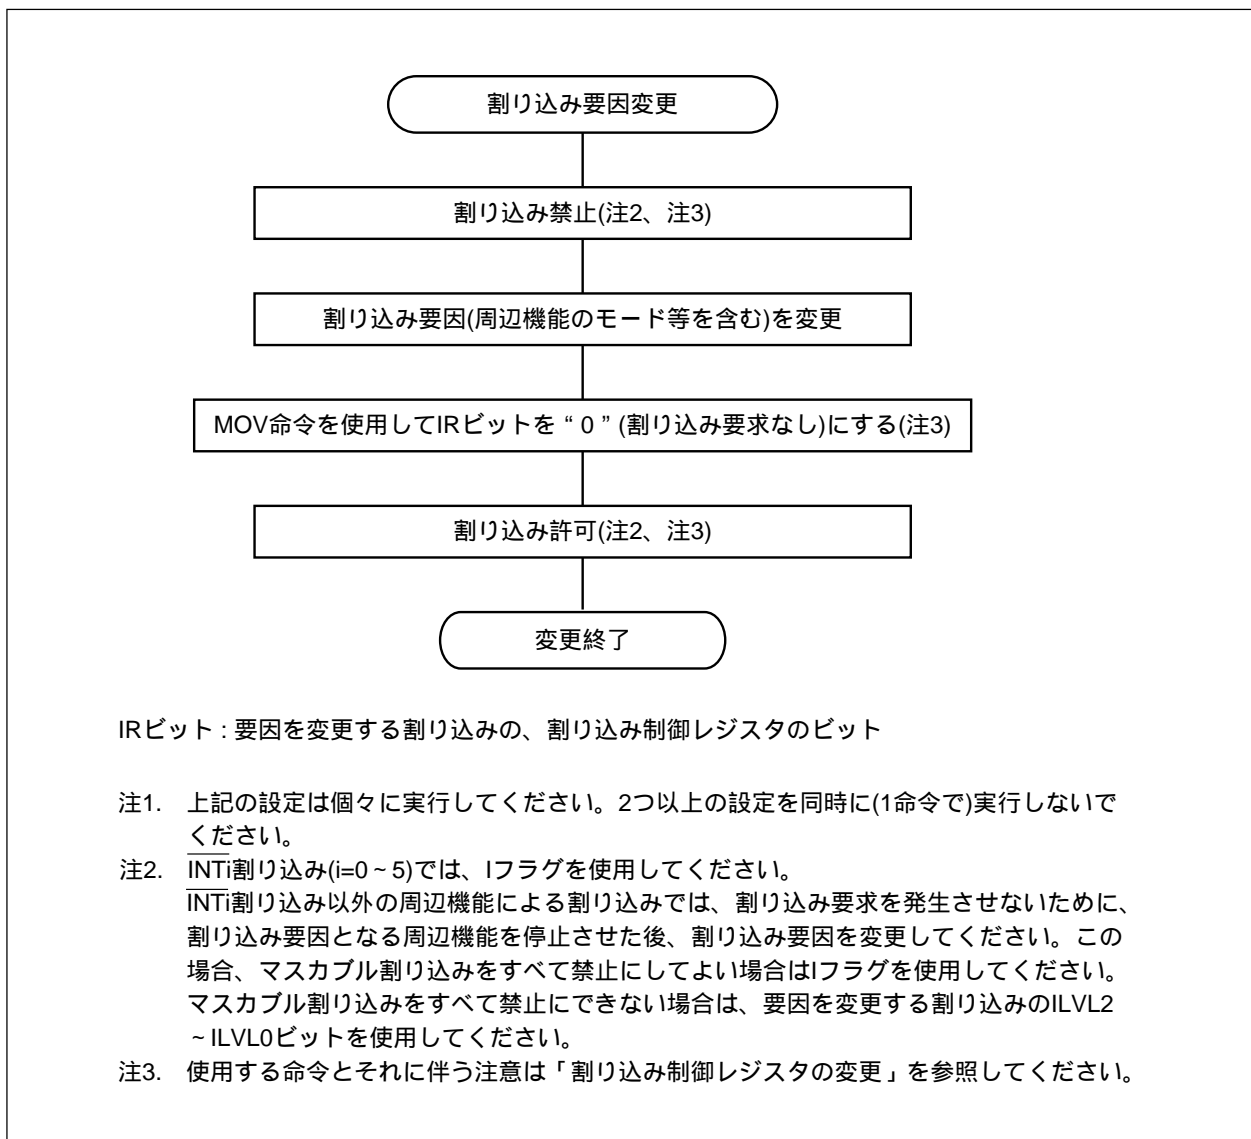 割り込み要因変更
割り込み禁止(注2、注3)
割り込み要因(周辺機能のモード等を含む)を変更
MOV命令を使用してIRビットを“0”(割り込み要求なし)にする(注3)
割り込み許可(注2、注3)
変更終了
IRビット : 要因を変更する割り込みの、割り込み制御レジスタのビット
注1. 上記の設定は個々に実行してください。2つ以上の設定を同時に(1命令で)実行しないで
ください。
注2. INTi割り込み(i=0~5)では、Iフラグを使用してください。
INTi割り込み以外の周辺機能による割り込みでは、割り込み要求を発生させないために、
割り込み要因となる周辺機能を停止させた後、割り込み要因を変更してください。この
場合、マスカブル割り込みをすべて禁止にしてよい場合はIフラグを使用してください。
マスカブル割り込みをすべて禁止にできない場合は、要因を変更する割り込みのILVL2
~ILVL0ビットを使用してください。
注3. 使用する命令とそれに伴う注意は「割り込み制御レジスタの変更」を参照してください。